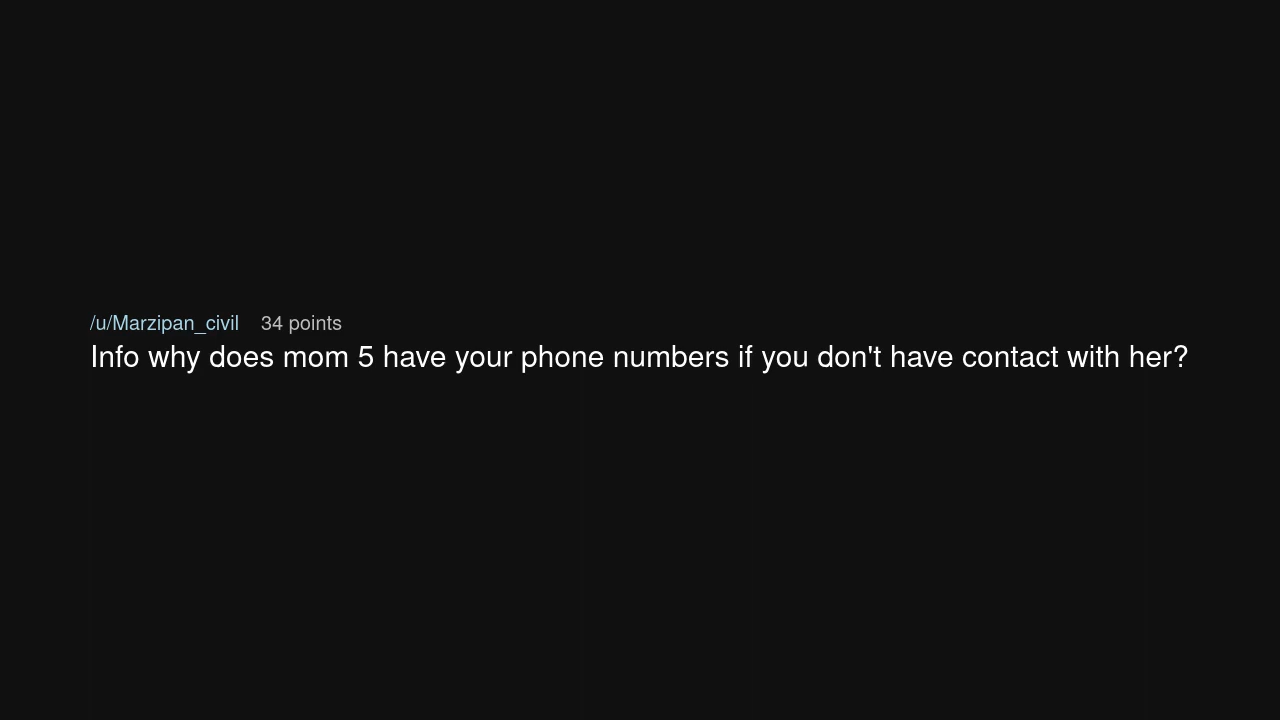 /u/Marzipan_civil 34 points
Info why does mom 5 have your phone numbers if you don't have contact with her?